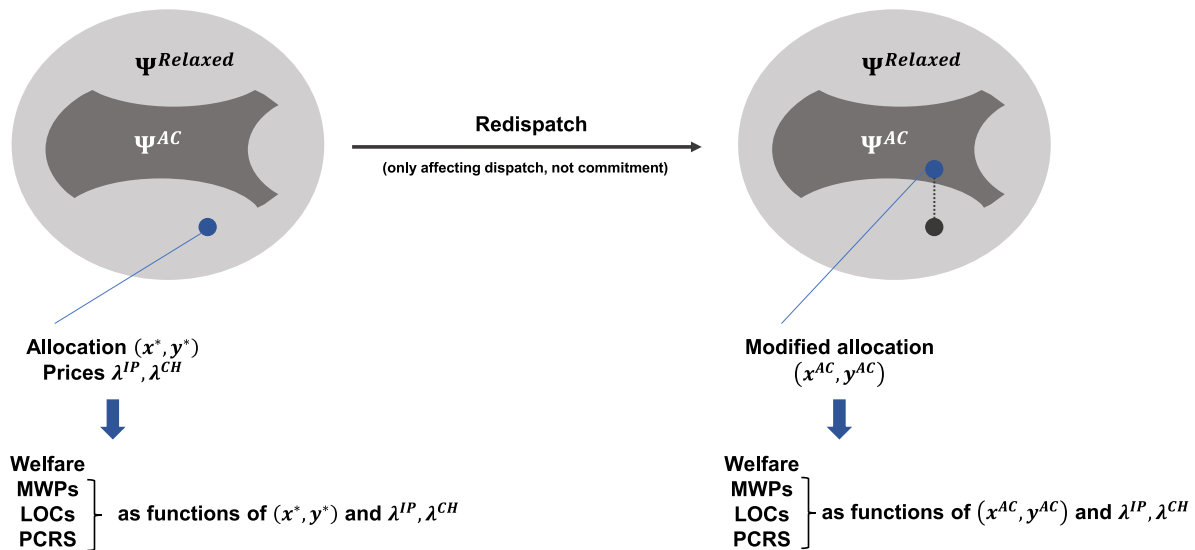 Ψ^Relaxed
Ψ^AC
Redispatch
(only affecting dispatch, not commitment)
Ψ^Relaxed
Ψ^AC
Allocation (x*, y*)
Prices λ^IP, λ^CH
Modified allocation
(x^AC, y^AC)
Welfare
MWPs
LOCs
PCRS
as functions of (x*, y*) and λ^IP, λ^CH
Welfare
MWPs
LOCs
PCRS
as functions of (x^AC, y^AC) and λ^IP, λ^CH